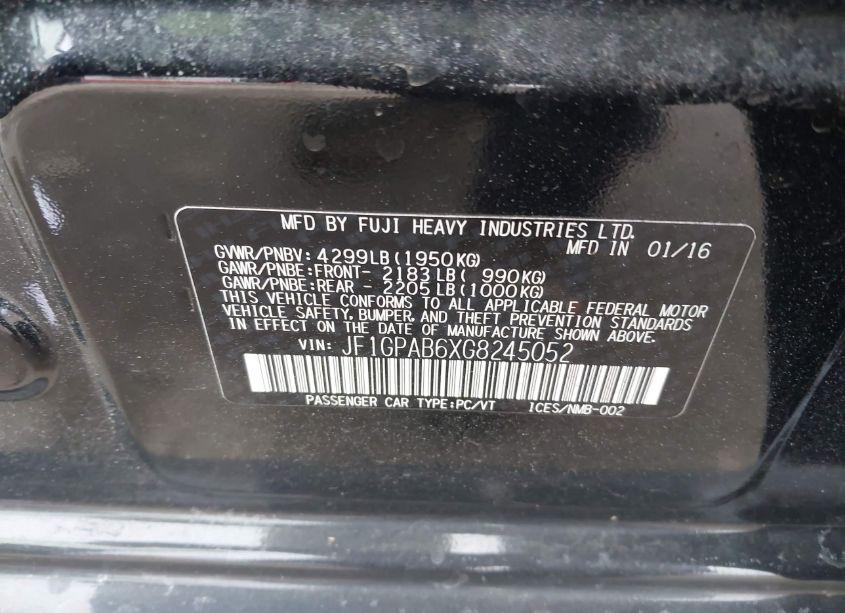 MFD BY FUJI HEAVY INDUSTRIES LTD.
MFD IN 01/16
GVWR/PNBV: 4299LB(1950KG)
GAWR/PNBE:FRONT- 2183LB( 990KG)
GAWR/PNBE:REAR - 2205LB(1000KG)
THIS VEHICLE CONFORMS TO ALL APPLICABLE FEDERAL MOTOR
VEHICLE SAFETY, BUMPER, AND THEFT PREVENTION STANDARDS
IN EFFECT ON THE DATE OF MANUFACTURE SHOWN ABOVE.
VIN: JF1GPAB6XG8245052
PASSENGER CAR TYPE:PC/VT ICES/NMB-002